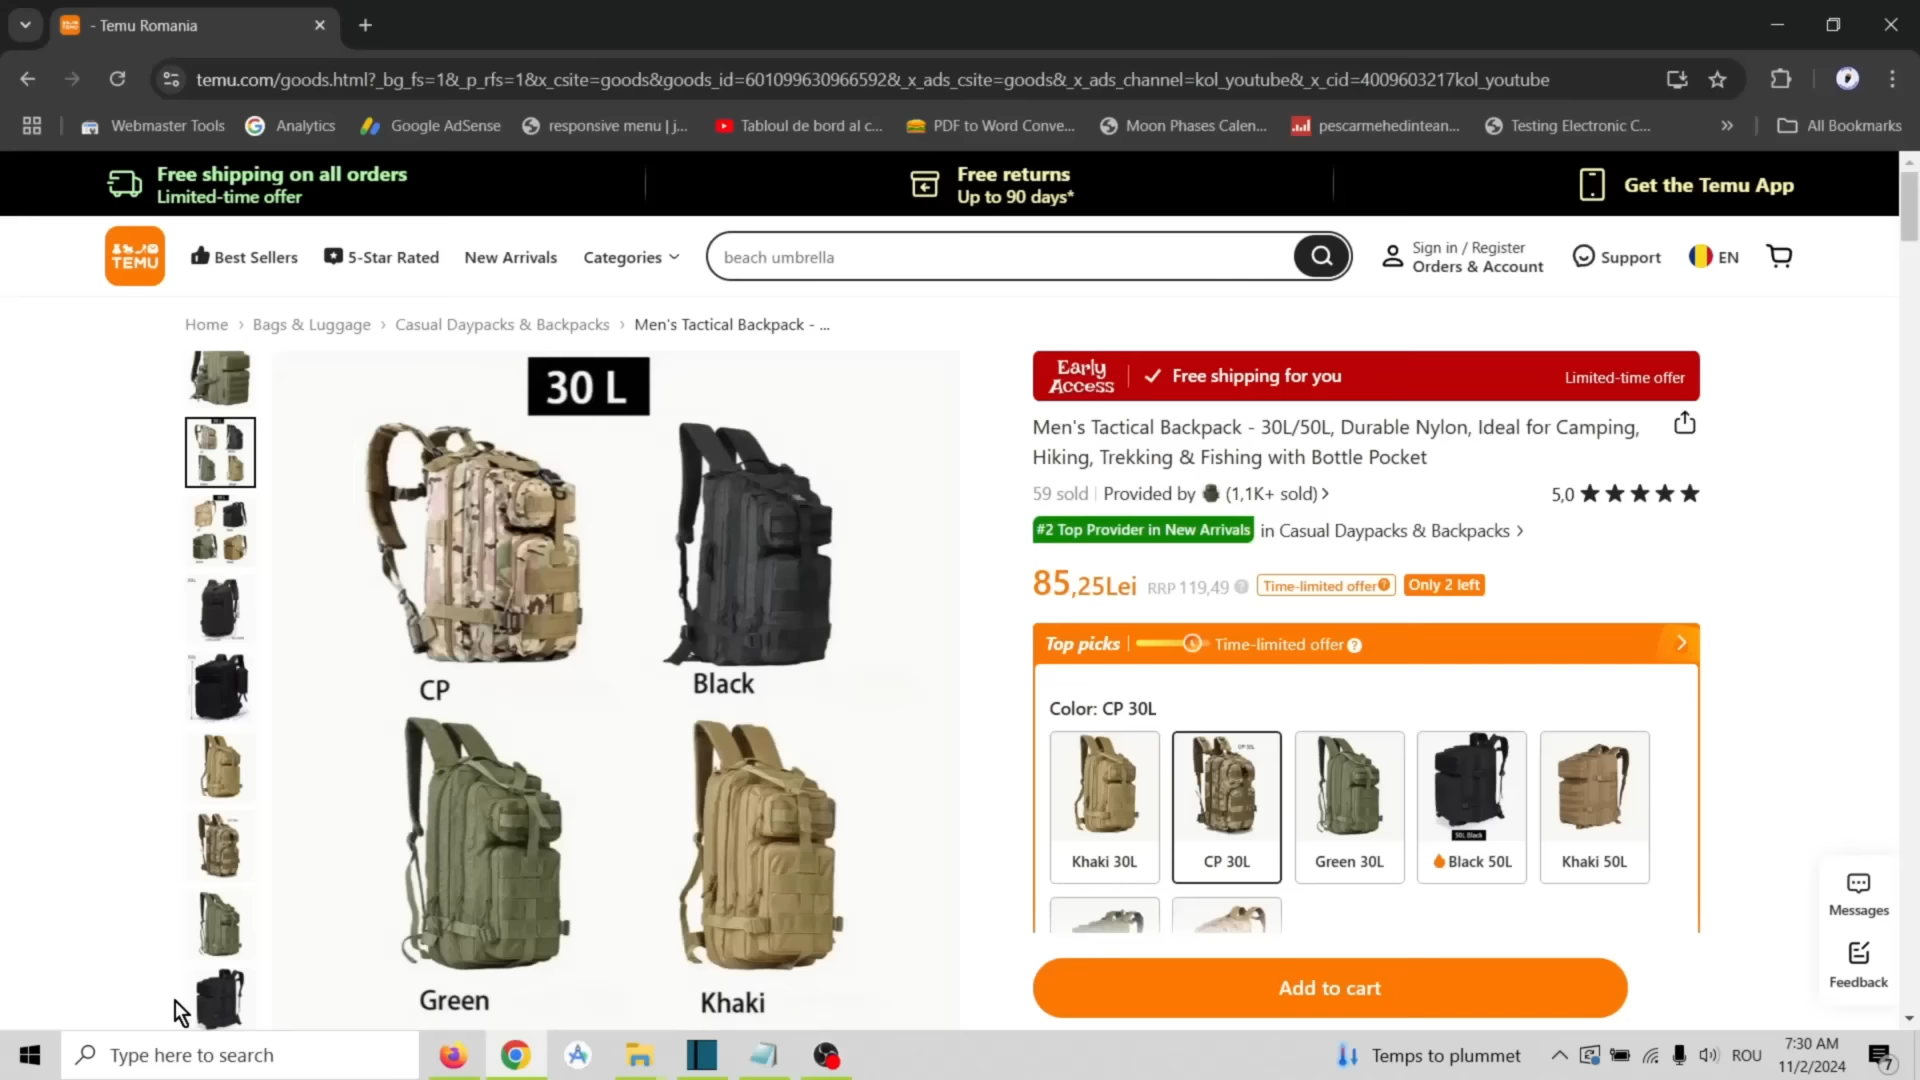 - Temu Romania
temu.com/goods.html?_bg_fs=1&_p_rfs=1&x_csite=goods&goods_id=601099630966592&_x_ads_csite=goods&_x_ads_channel=kol_youtube&_x_cid=4009603217kol_youtube
Webmaster Tools
Analytics
Google AdSense
responsive menu | j...
Tabloul de bord al c...
PDF to Word Conve...
Moon Phases Calen...
pescarmehedintean...
Testing Electronic C...
All Bookmarks
Free shipping on all orders
Limited-time offer
Free returns
Up to 90 days*
Get the Temu App
TEMU
Best Sellers
5-Star Rated
New Arrivals
Categories
beach umbrella
Sign in / Register
Orders & Account
Support
EN
Home › Bags & Luggage › Casual Daypacks & Backpacks › Men's Tactical Backpack - ...
30 L
CP
Black
Green
Khaki
Early Access
Free shipping for you
Limited-time offer
Men's Tactical Backpack - 30L/50L, Durable Nylon, Ideal for Camping,
Hiking, Trekking & Fishing with Bottle Pocket
59 sold | Provided by (1,1K+ sold) ›
5,0
#2 Top Provider in New Arrivals in Casual Daypacks & Backpacks ›
85,25Lei RRP 119,49 Time-limited offer Only 2 left
Top picks Time-limited offer
Color: CP 30L
Khaki 30L
CP 30L
Green 30L
50L Black
Black 50L
Khaki 50L
Add to cart
Messages
Feedback
Type here to search
Temps to plummet
ROU
7:30 AM
11/2/2024
7